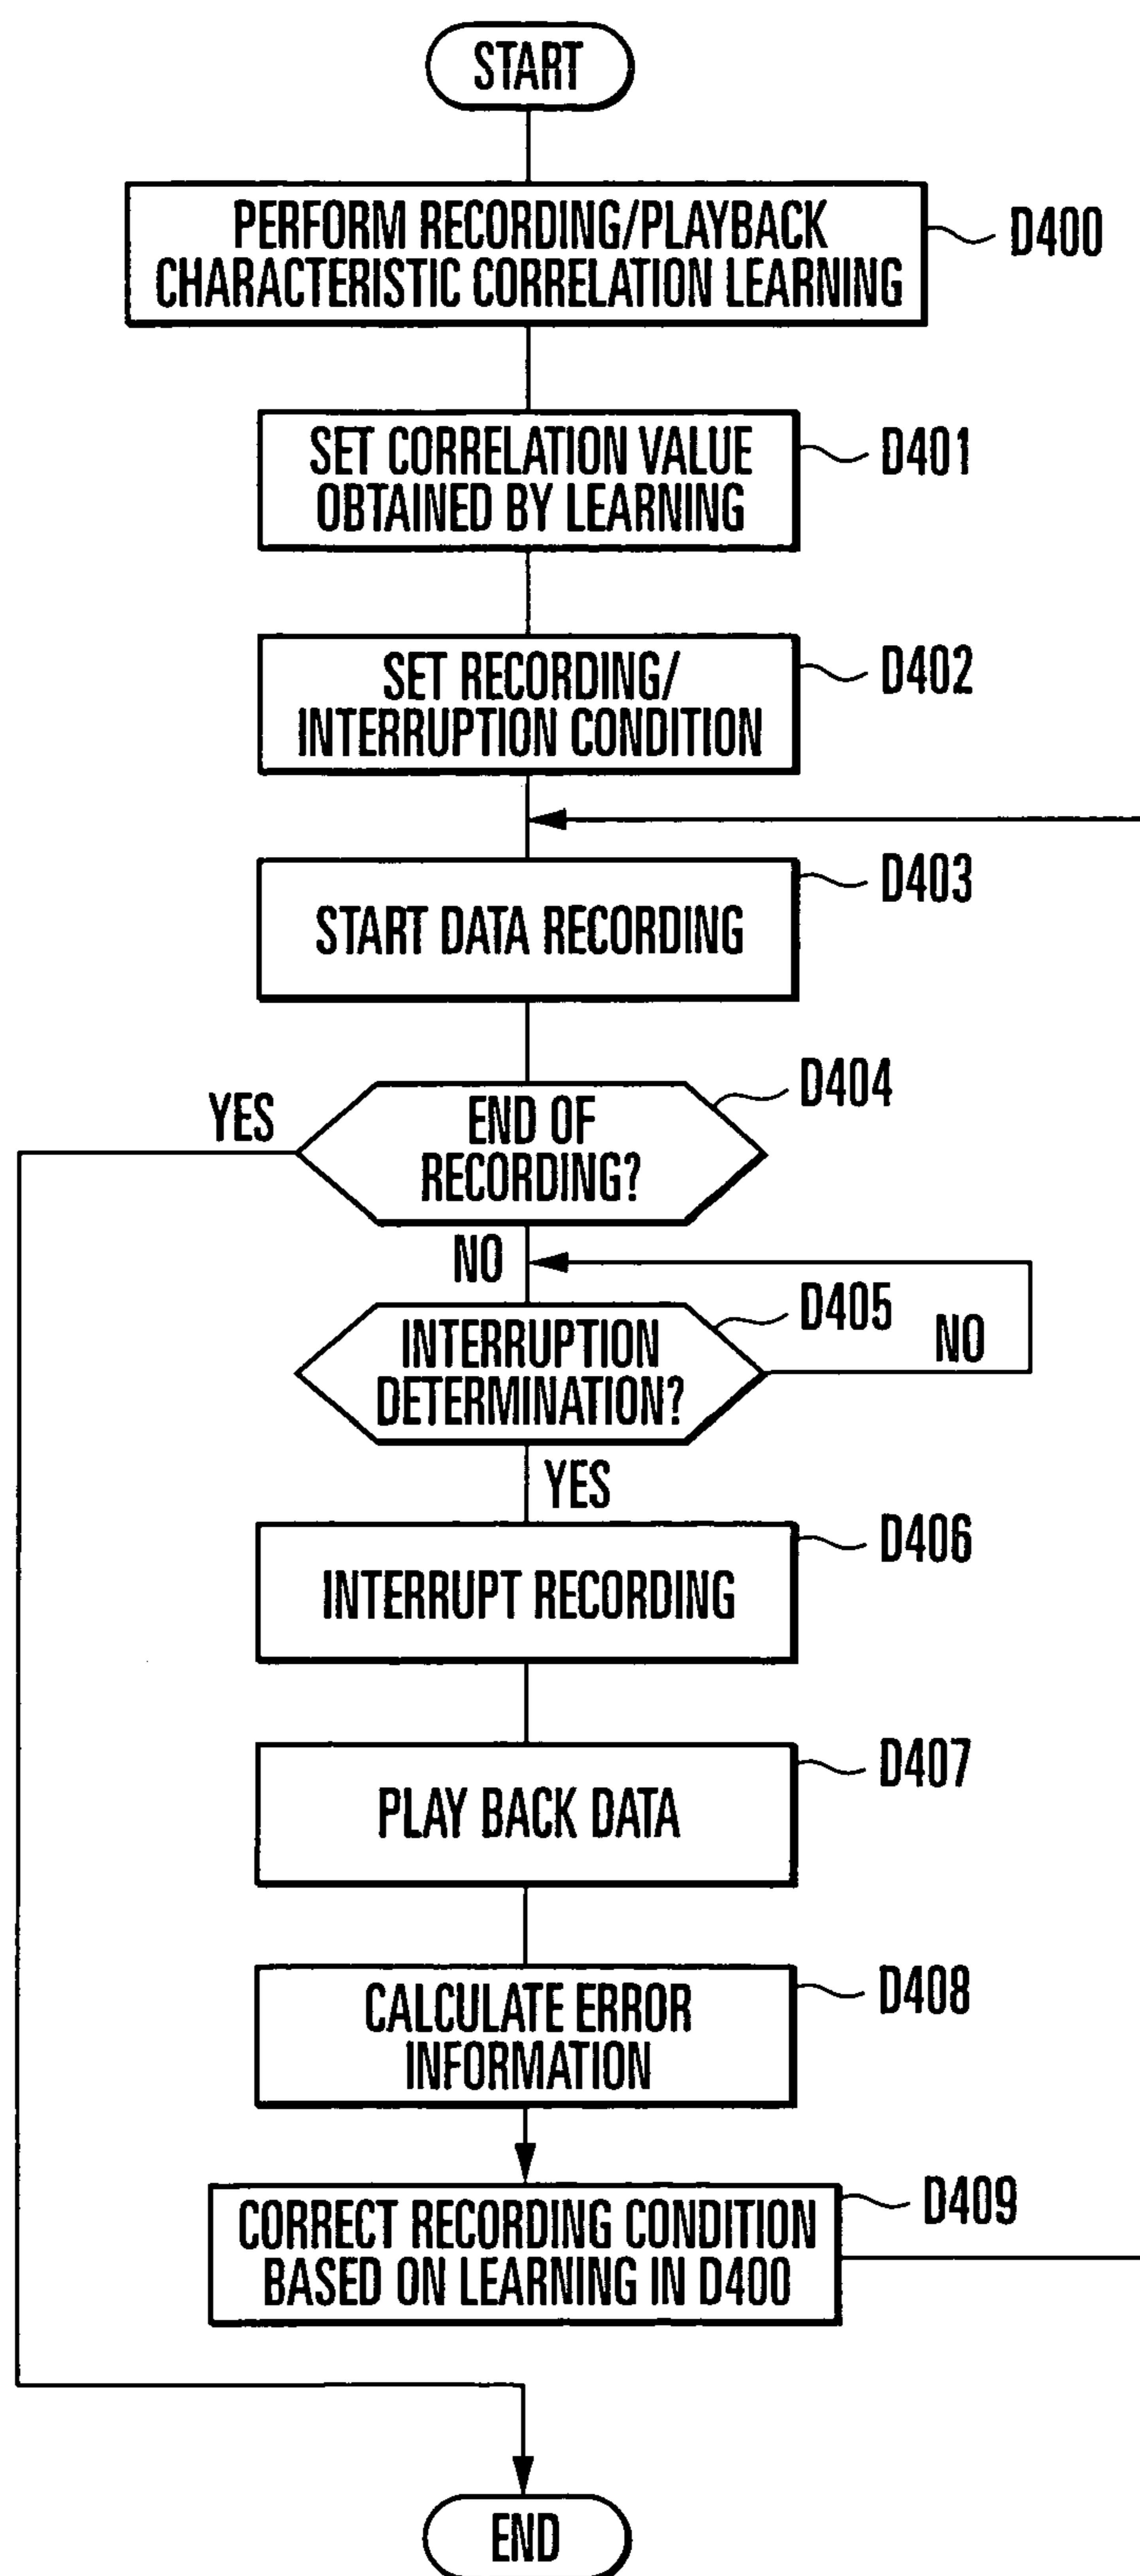 START
PERFORM RECORDING/PLAYBACK
CHARACTERISTIC CORRELATION LEARNING
D400
SET CORRELATION VALUE
OBTAINED BY LEARNING
D401
SET RECORDING/
INTERRUPTION CONDITION
D402
START DATA RECORDING
D403
END OF
RECORDING?
D404
YES
NO
INTERRUPTION
DETERMINATION?
D405
NO
YES
INTERRUPT RECORDING
D406
PLAY BACK DATA
D407
CALCULATE ERROR
INFORMATION
D408
CORRECT RECORDING CONDITION
BASED ON LEARNING IN D400
D409
END